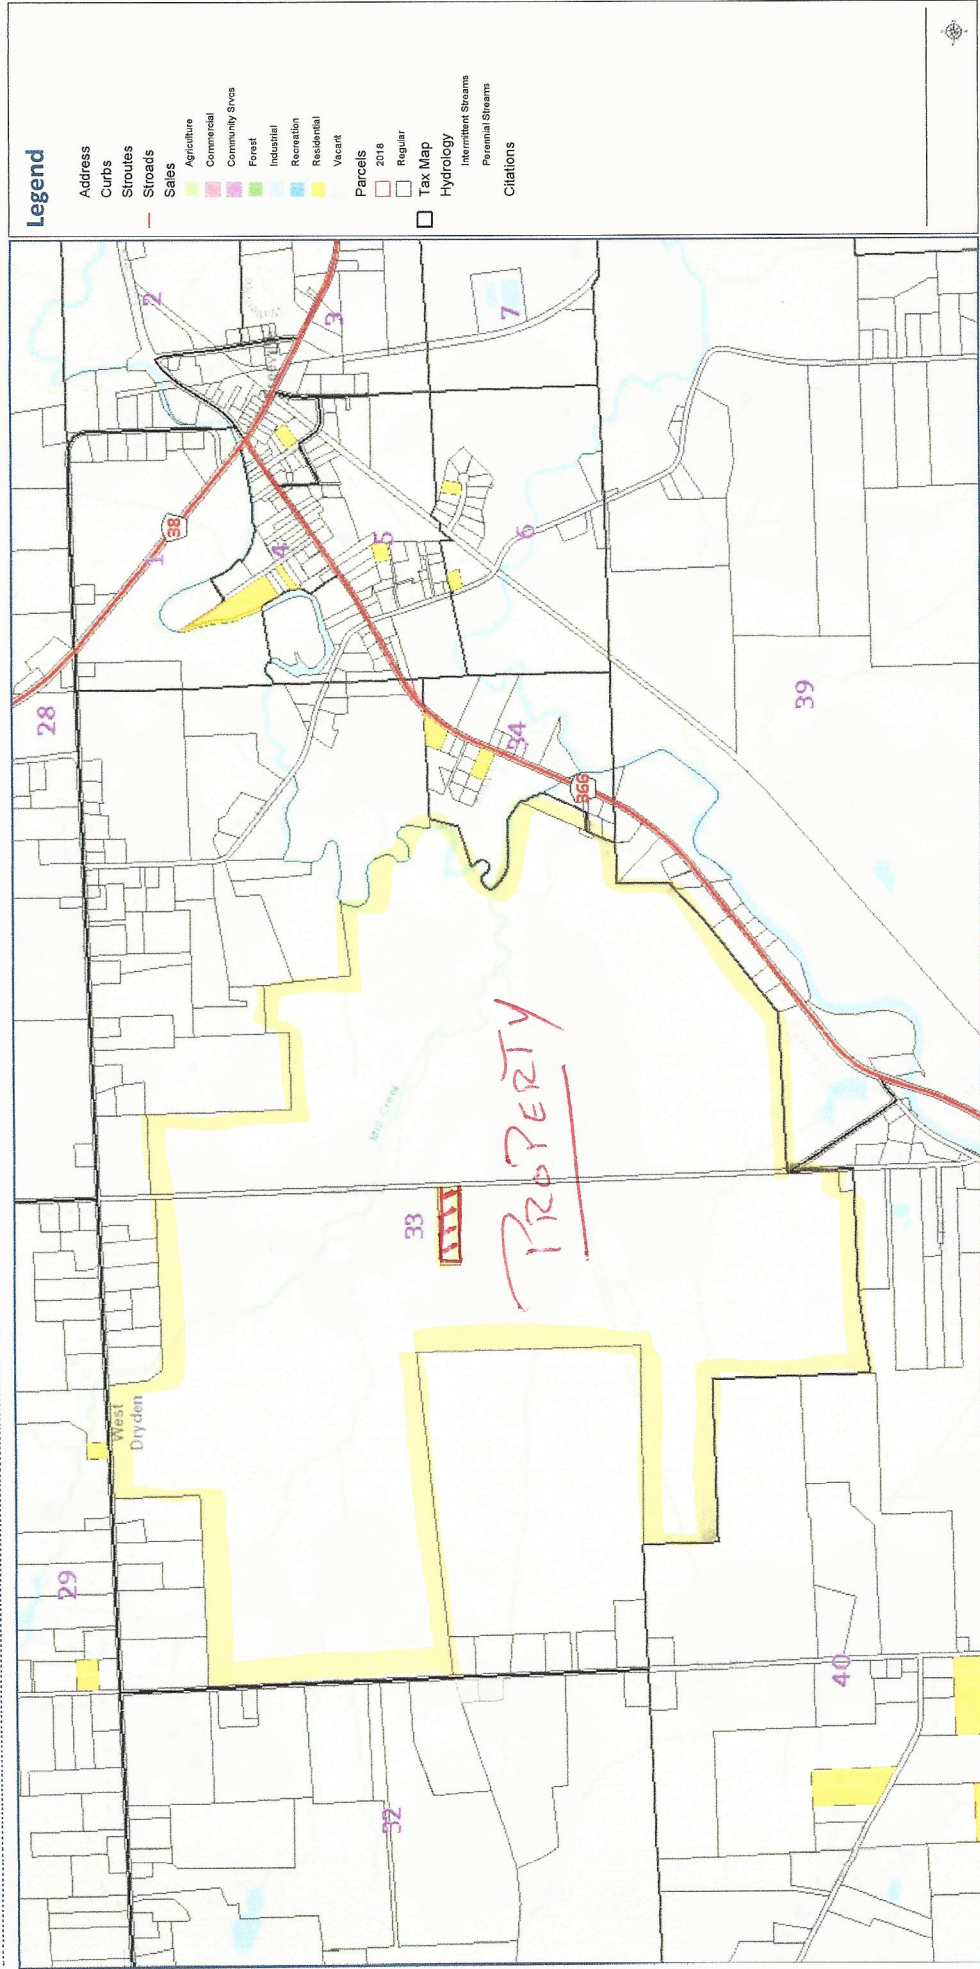 Legend
Address
Curbs
Stroutes
Stroads
Sales
Agriculture
Commercial
Community Srvcs
Forest
Industrial
Recreation
Residential
Vacant
Parcels
2018
Regular
Tax Map
Hydrology
Intermittent Streams
Perennial Streams
Citations
29
West
Dryden
28
1
38
2
3
4
5
6
7
34
366
39
33
Mill Creek
PROPERTY
32
40